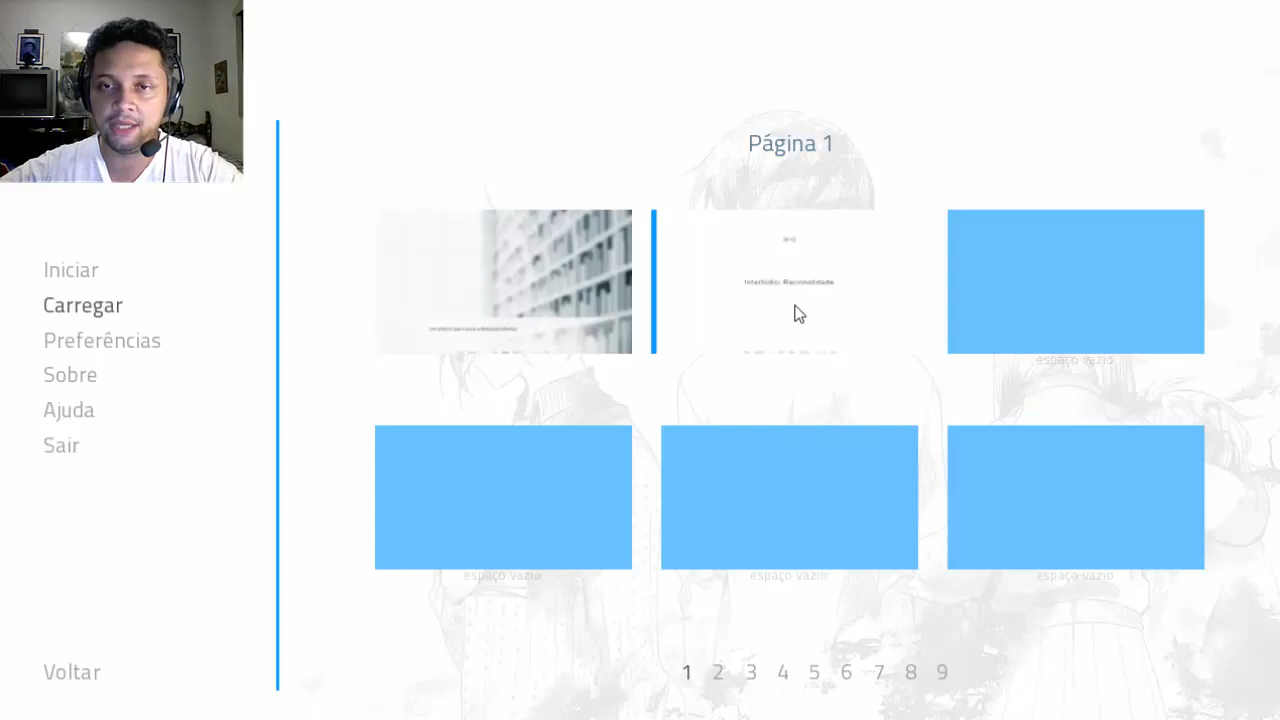 Página 1
Interlúdio: Racionalidade
Iniciar
Carregar
Preferências
Sobre
Ajuda
Sair
espaço vazio
espaço vazio
espaço vazio
espaço vazio
Voltar
1 2 3 4 5 6 7 8 9